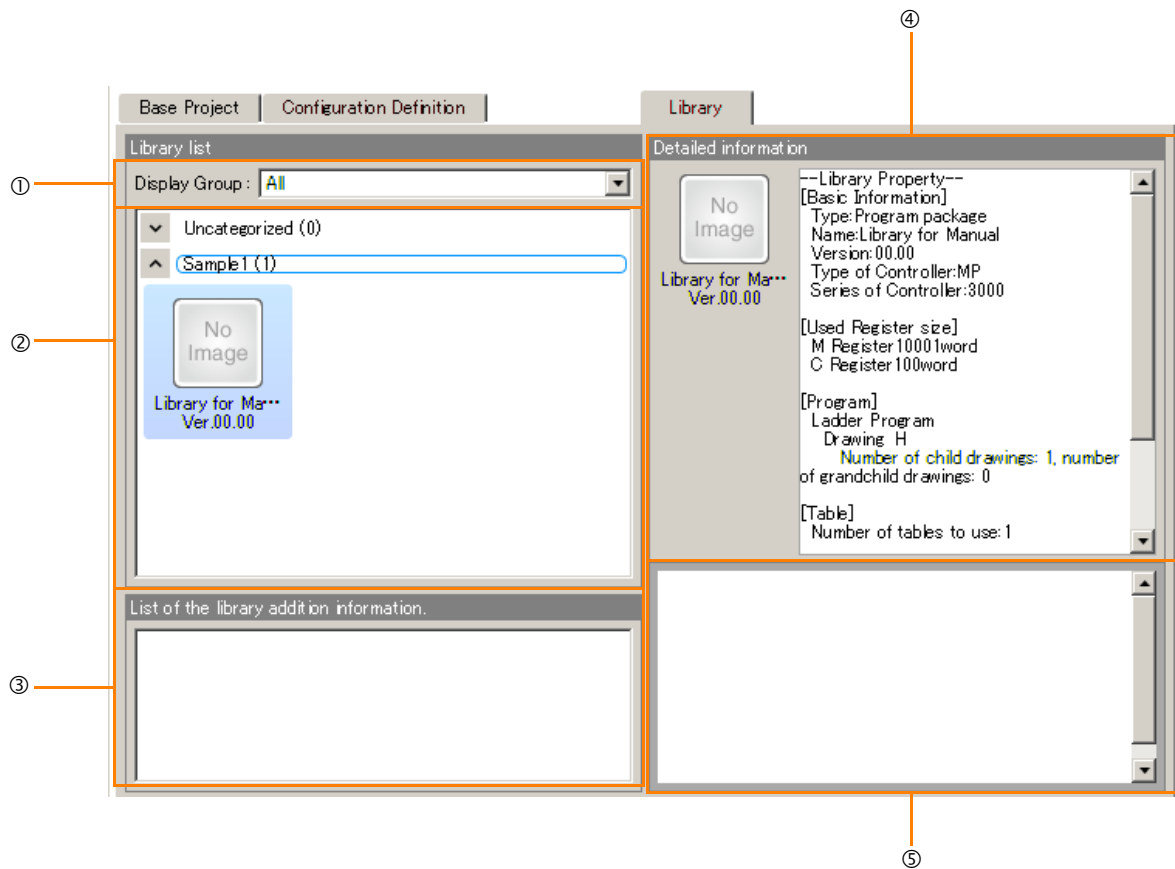 ④
Base Project
Configuration Definition
Library
Library list
①
Display Group : All
②
Uncategorized (0)
Sample1 (1)
No
Image
Library for Ma…
Ver.00.00
③
List of the library addition information.
Detailed information
No
Image
Library for Ma…
Ver.00.00
--Library Property--
[Basic Information]
Type:Program package
Name:Library for Manual
Version:00.00
Type of Controller:MP
Series of Controller:3000
[Used Register size]
M Register10001word
C Register100word
[Program]
Ladder Program
Drawing H
Number of child drawings: 1, number
of grandchild drawings: 0
[Table]
Number of tables to use:1
⑤